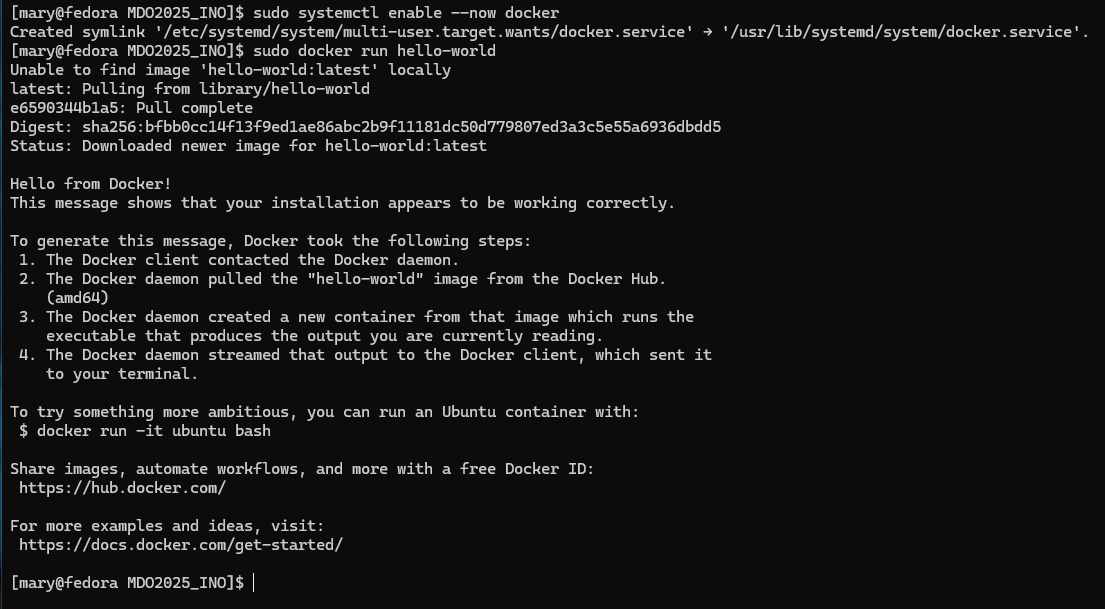 [mary@fedora MDO2025_INO]$ sudo systemctl enable --now docker
Created symlink '/etc/systemd/system/multi-user.target.wants/docker.service' → '/usr/lib/systemd/system/docker.service'.
[mary@fedora MDO2025_INO]$ sudo docker run hello-world
Unable to find image 'hello-world:latest' locally
latest: Pulling from library/hello-world
e6590344b1a5: Pull complete
Digest: sha256:bfbb0cc14f13f9ed1ae86abc2b9f11181dc50d779807ed3a3c5e55a6936dbdd5
Status: Downloaded newer image for hello-world:latest

Hello from Docker!
This message shows that your installation appears to be working correctly.

To generate this message, Docker took the following steps:
 1. The Docker client contacted the Docker daemon.
 2. The Docker daemon pulled the "hello-world" image from the Docker Hub.
    (amd64)
 3. The Docker daemon created a new container from that image which runs the
    executable that produces the output you are currently reading.
 4. The Docker daemon streamed that output to the Docker client, which sent it
    to your terminal.

To try something more ambitious, you can run an Ubuntu container with:
 $ docker run -it ubuntu bash

Share images, automate workflows, and more with a free Docker ID:
 https://hub.docker.com/

For more examples and ideas, visit:
 https://docs.docker.com/get-started/

[mary@fedora MDO2025_INO]$